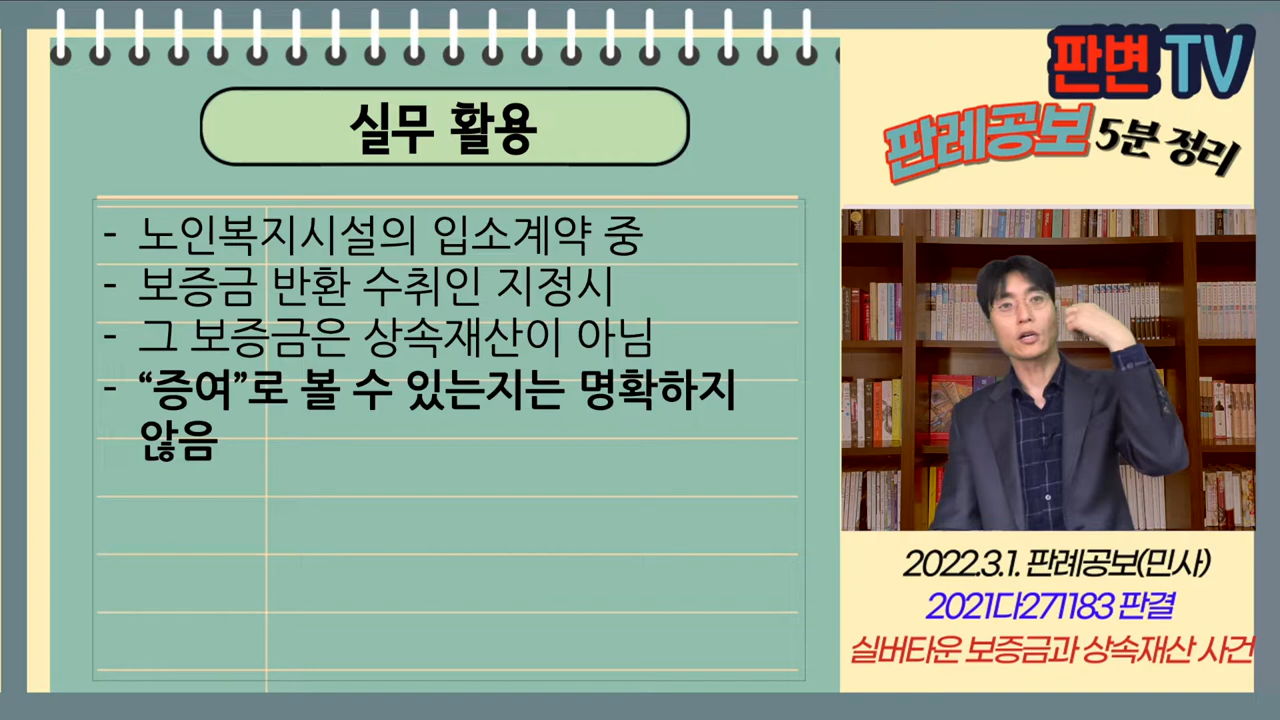 실무 활용
- 노인복지시설의 입소계약 중
- 보증금 반환 수취인 지정시
- 그 보증금은 상속재산이 아님
- “증여”로 볼 수 있는지는 명확하지
않음
판변 TV
판례공보 5분 정리
2022.3.1. 판례공보(민사)
2021다271183 판결
실버타운 보증금과 상속재산 사건